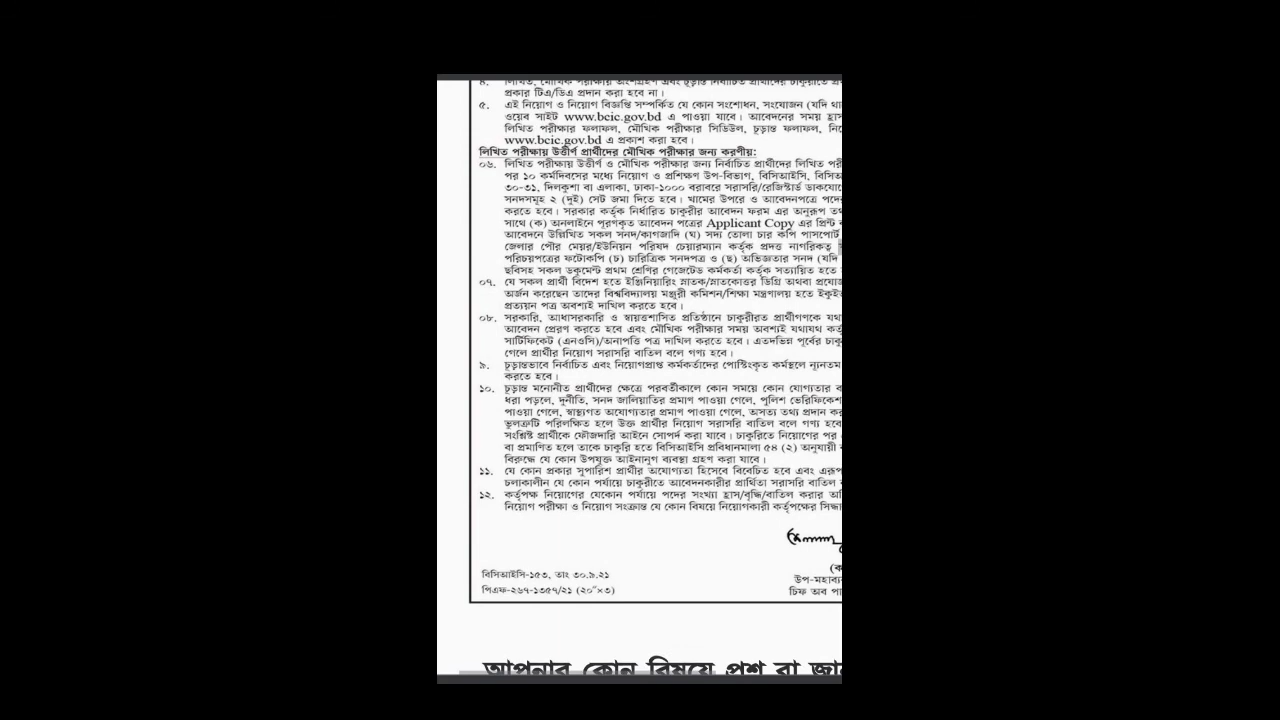 ৪. লিখিত, মৌখিক পরীক্ষায় অংশগ্রহণ এবং চূড়ান্ত নির্বাচিত প্রার্থীদের চাকুরীতে
প্রকার টিএ/ডিএ প্রদান করা হবে না।
৫. এই নিয়োগ ও নিয়োগ বিজ্ঞপ্তি সম্পর্কিত যে কোন সংশোধন, সংযোজন (যদি
ওয়েব সাইট www.bcic.gov.bd এ পাওয়া যাবে। আবেদনের সময়
লিখিত পরীক্ষার ফলাফল, মৌখিক পরীক্ষার সিডিউল, চূড়ান্ত ফলাফল,
www.bcic.gov.bd এ প্রকাশ করা হবে।
লিখিত পরীক্ষায় উত্তীর্ণ প্রার্থীদের মৌখিক পরীক্ষার জন্য করণীয়:
০৬. লিখিত পরীক্ষায় উত্তীর্ণ ও মৌখিক পরীক্ষার জন্য নির্বাচিত প্রার্থীদের লিখিত
পর ১০ কর্মদিবসের মধ্যে নিয়োগ ও প্রশিক্ষণ উপ-বিভাগ, বিসিআইসি,
৩০-৩১, দিলকুশা বা এলাকা, ঢাকা-১০০০ বরাবরে সরাসরি/রেজিস্টার্ড
সনদসমূহ ২ (দুই) সেট জমা দিতে হবে। খামের উপরে ও আবেদনপত্রে পদের
করতে হবে। সরকার কর্তৃক নির্ধারিত চাকুরীর আবেদন ফরম এর অনুরূপ
সাথে (ক) অনলাইনে পূরণকৃত আবেদন পত্রের Applicant Copy এর প্রিন্ট
আবেদনে উল্লিখিত সকল সনদ/কাগজাদি (ঘ) সদ্য তোলা চার কপি পাসপোর্ট
জেলার পৌর মেয়র/ইউনিয়ন পরিষদ চেয়ারম্যান কর্তৃক প্রদত্ত নাগরিকত্ব
পরিচয়পত্রের ফটোকপি (চ) চারিত্রিক সনদপত্র ও (ছ) অভিজ্ঞতার সনদ (যদি
ছবিসহ সকল ডকুমেন্ট প্রথম শ্রেণির গেজেটেড কর্মকর্তা কর্তৃক সত্যায়িত হতে
০৭. যে সকল প্রার্থী বিদেশ হতে ইঞ্জিনিয়ারিং স্নাতক/স্নাতকোত্তর ডিগ্রি অথবা
অর্জন করেছেন তাদের বিশ্ববিদ্যালয় মঞ্জুরী কমিশন/শিক্ষা মন্ত্রণালয় হতে
প্রত্যয়ন পত্র অবশ্যই দাখিল করতে হবে।
০৮. সরকারি, আধাসরকারি ও স্বায়ত্তশাসিত প্রতিষ্ঠানে চাকুরীরত প্রার্থীগণকে
আবেদন প্রেরণ করতে হবে এবং মৌখিক পরীক্ষার সময় অবশ্যই যথাযথ
সার্টিফিকেট (এনওসি)/অনাপত্তি পত্র দাখিল করতে হবে। এতদভিন্ন পূর্বের
গেলে প্রার্থীর নিয়োগ সরাসরি বাতিল বলে গণ্য হবে।
৯. চূড়ান্তভাবে নির্বাচিত এবং নিয়োগপ্রাপ্ত কর্মকর্তাদের পোস্টিংকৃত কর্মস্থলে ন্যূনতম
করতে হবে।
১০. চূড়ান্ত মনোনীত প্রার্থীদের ক্ষেত্রে পরবর্তীকালে কোন সময়ে কোন যোগ্যতার
ধরা পড়লে, দুর্নীতি, সনদ জালিয়াতির প্রমাণ পাওয়া গেলে, পুলিশ
পাওয়া গেলে, স্বাস্থ্যগত অযোগ্যতার প্রমাণ পাওয়া গেলে, অসত্য তথ্য প্রদান
ভুলত্রুটি পরিলক্ষিত হলে উক্ত প্রার্থীর নিয়োগ সরাসরি বাতিল বলে গণ্য হবে
সংশ্লিষ্ট প্রার্থীকে ফৌজদারি আইনে সোপর্দ করা যাবে। চাকুরিতে নিয়োগের পর
বা প্রমাণিত হলে তাকে চাকুরি হতে বিসিআইসি প্রবিধানমালা ৫৪ (২) অনুযায়ী
বিরুদ্ধে যে কোন উপযুক্ত আইনানুগ ব্যবস্থা গ্রহণ করা যাবে।
১১. যে কোন প্রকার সুপারিশ প্রার্থীর অযোগ্যতা হিসেবে বিবেচিত হবে এবং
চলাকালীন যে কোন পর্যায়ে চাকুরীতে আবেদনকারীর প্রার্থিতা সরাসরি বাতিল
১২. কর্তৃপক্ষ নিয়োগের যেকোন পর্যায়ে পদের সংখ্যা হ্রাস/বৃদ্ধি/বাতিল করার
নিয়োগ পরীক্ষা ও নিয়োগ সংক্রান্ত যে কোন বিষয়ে নিয়োগকারী কর্তৃপক্ষের
বিসিআইসি-১৫৩, তাং ৩০.৯.২১
পিএফ-২৬৭-১৩৫৭/২১ (২০"×৩)
চিফ অব
আপনার কোন বিষয়ে প্রশ্ন বা